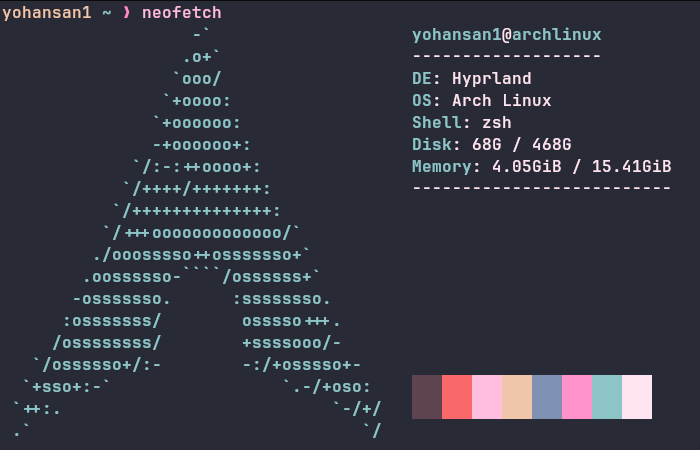 yohansan1 ~ ❯ neofetch
yohansan1@archlinux
-------------------
DE: Hyprland
OS: Arch Linux
Shell: zsh
Disk: 68G / 468G
Memory: 4.05GiB / 15.41GiB
--------------------------
                   -`
                  .o+`
                 `ooo/
                `+oooo:
               `+oooooo:
               -+oooooo+:
             `/:-:++oooo+:
            `/++++/+++++++:
           `/++++++++++++++:
          `/+++ooooooooooooo/`
         ./ooosssso++osssssso+`
        .oossssso-````/ossssss+`
       -osssssso.      :ssssssso.
      :osssssss/        osssso+++.
     /ossssssss/        +ssssooo/-
   `/ossssso+/:-        -:/+osssso+-
  `+sso+:-`                 `.-/+oso:
 `++:.                           `-/+/
 .`                                 `/